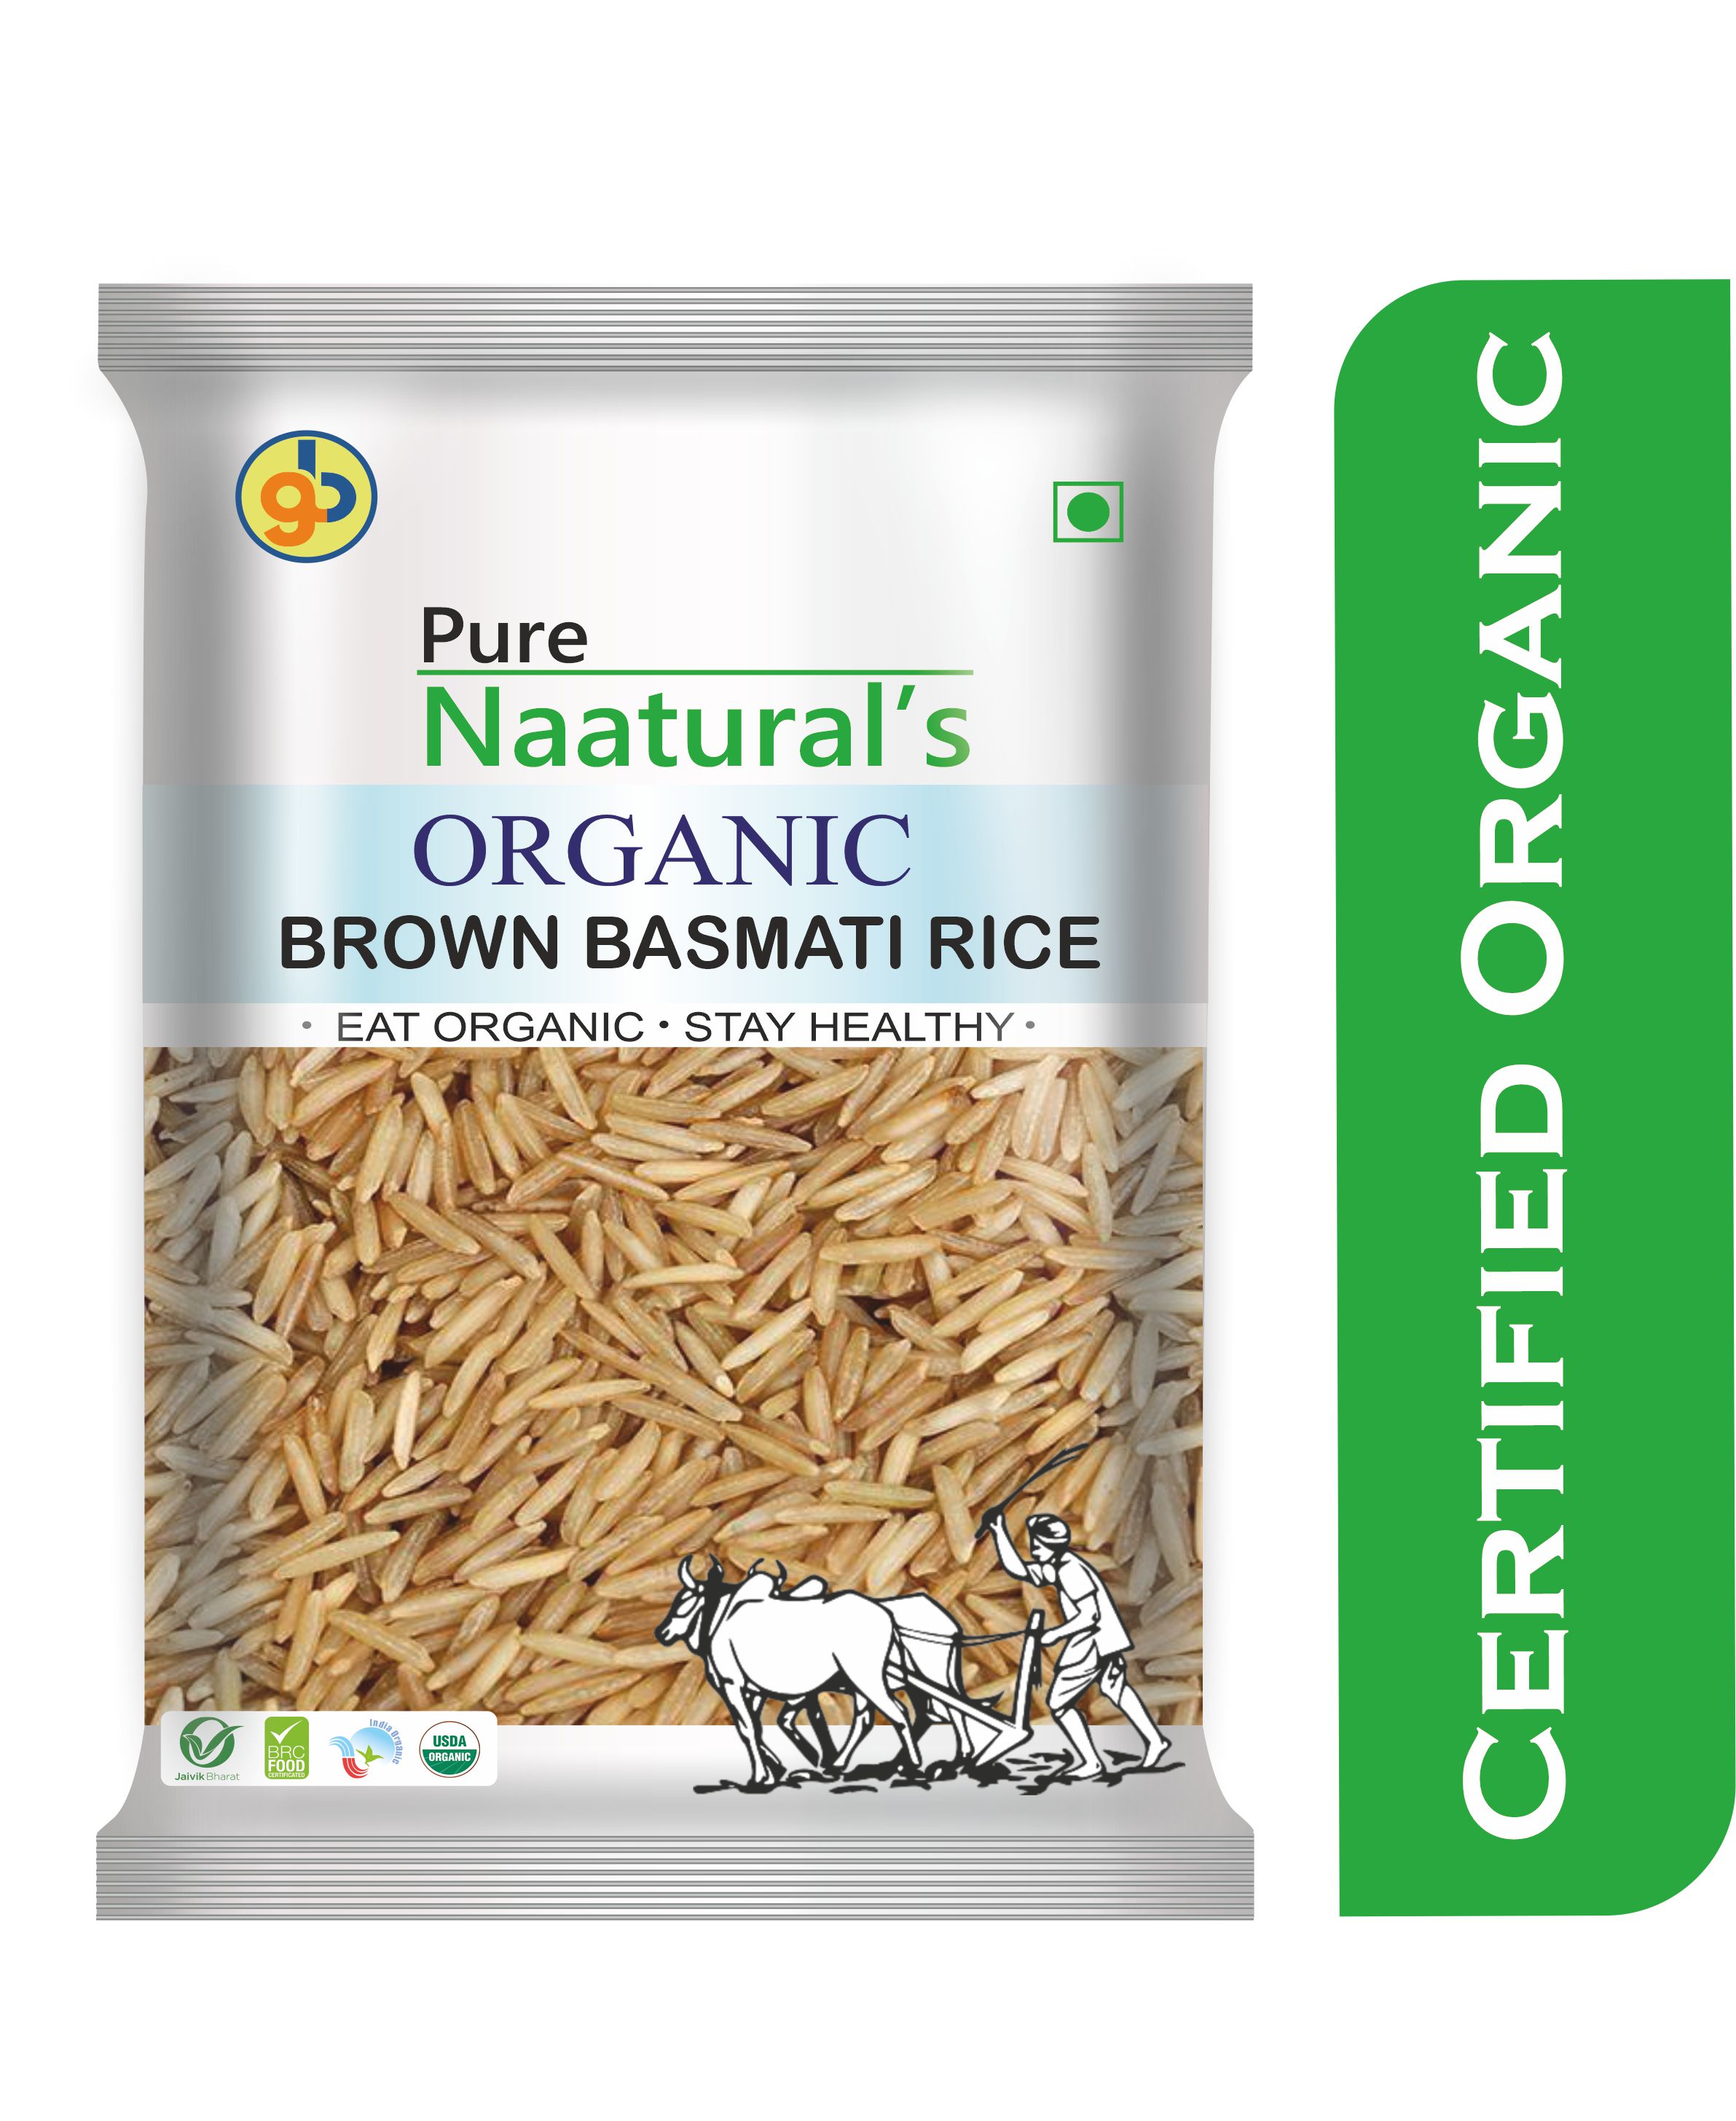 gb
Pure
Naatural's
ORGANIC
BROWN BASMATI RICE
• EAT ORGANIC • STAY HEALTHY •
Jaivik Bharat
BRC
FOOD
CERTIFICATED
India Organic
USDA
ORGANIC
CERTIFIED ORGANIC